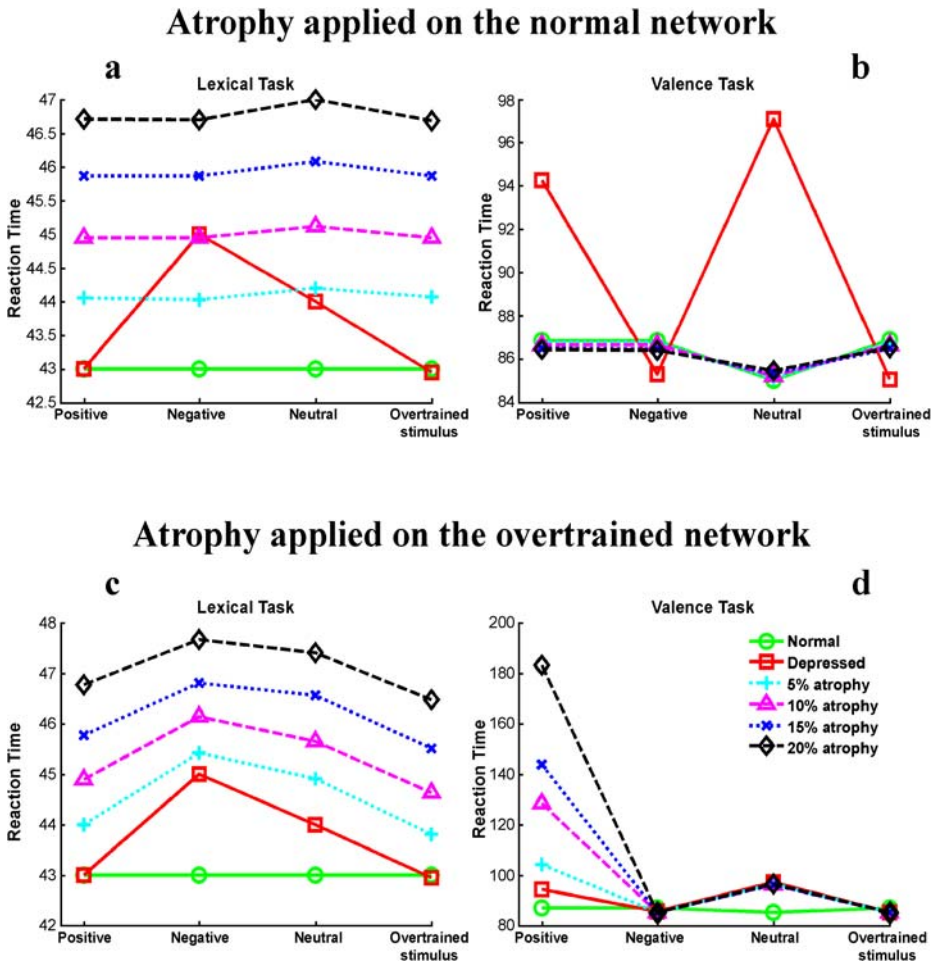 Atrophy applied on the normal network
a
b
Lexical Task
Valence Task
Reaction Time
47
46.5
46
45.5
45
44.5
44
43.5
43
42.5
Positive
Negative
Neutral
Overtrained
stimulus
Reaction Time
98
96
94
92
90
88
86
84
Positive
Negative
Neutral
Overtrained
stimulus
Atrophy applied on the overtrained network
c
d
Lexical Task
Valence Task
Reaction Time
48
47
46
45
44
43
42
Positive
Negative
Neutral
Overtrained
stimulus
Reaction Time
200
180
160
140
120
100
80
Normal
Depressed
5% atrophy
10% atrophy
15% atrophy
20% atrophy
Positive
Negative
Neutral
Overtrained
stimulus